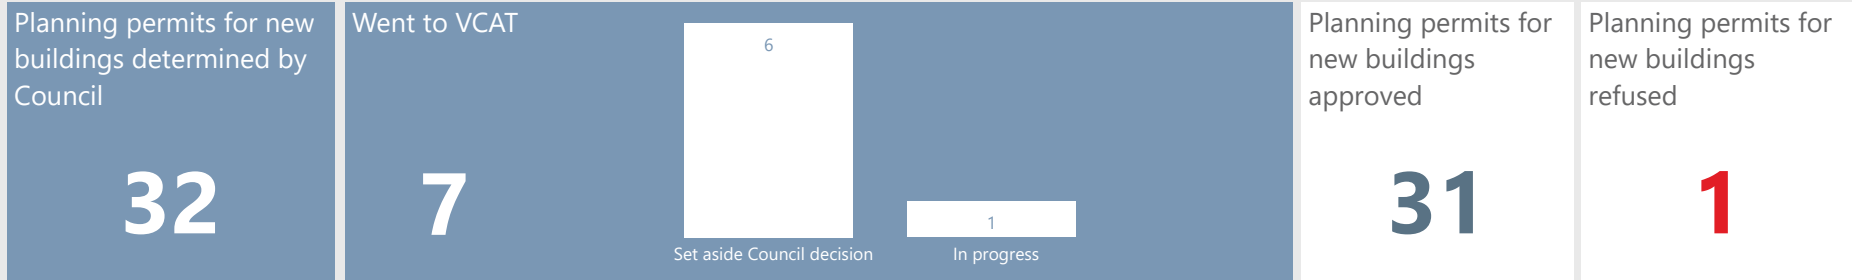 Planning permits for new
buildings determined by
Council
32
Went to VCAT
7
6
Set aside Council decision
1
In progress
Planning permits for
new buildings
approved
31
Planning permits for
new buildings
refused
1